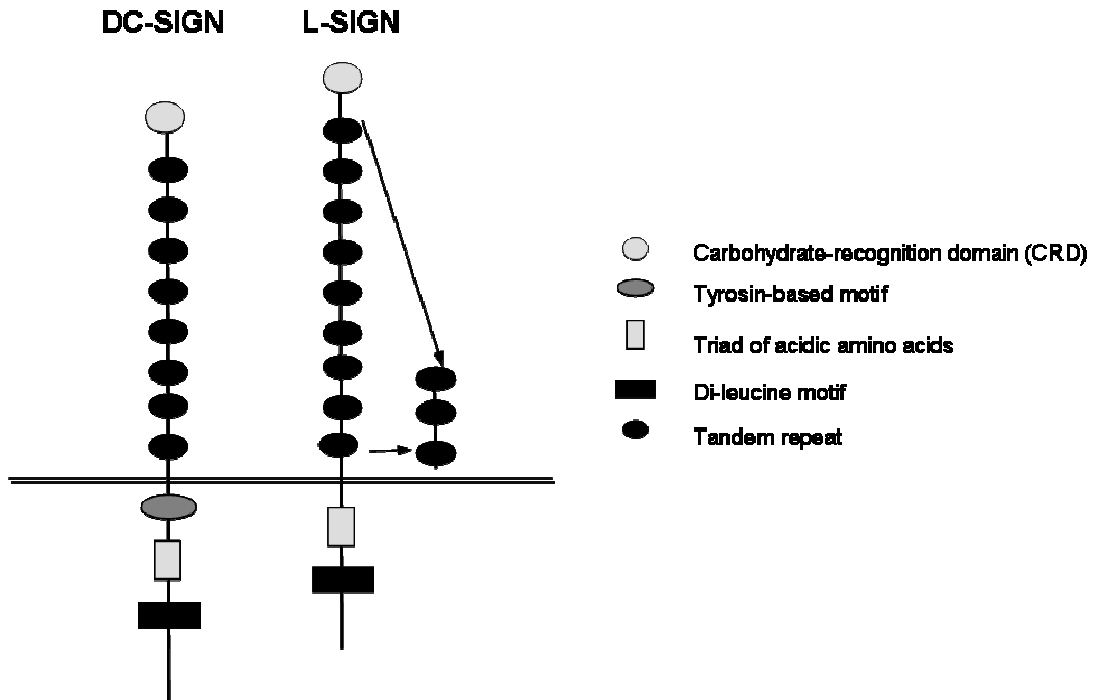 DC-SIGN L-SIGN
Carbohydrate-recognition domain (CRD)
Tyrosin-based motif
Triad of acidic amino acids
Di-leucine motif
Tandem repeat